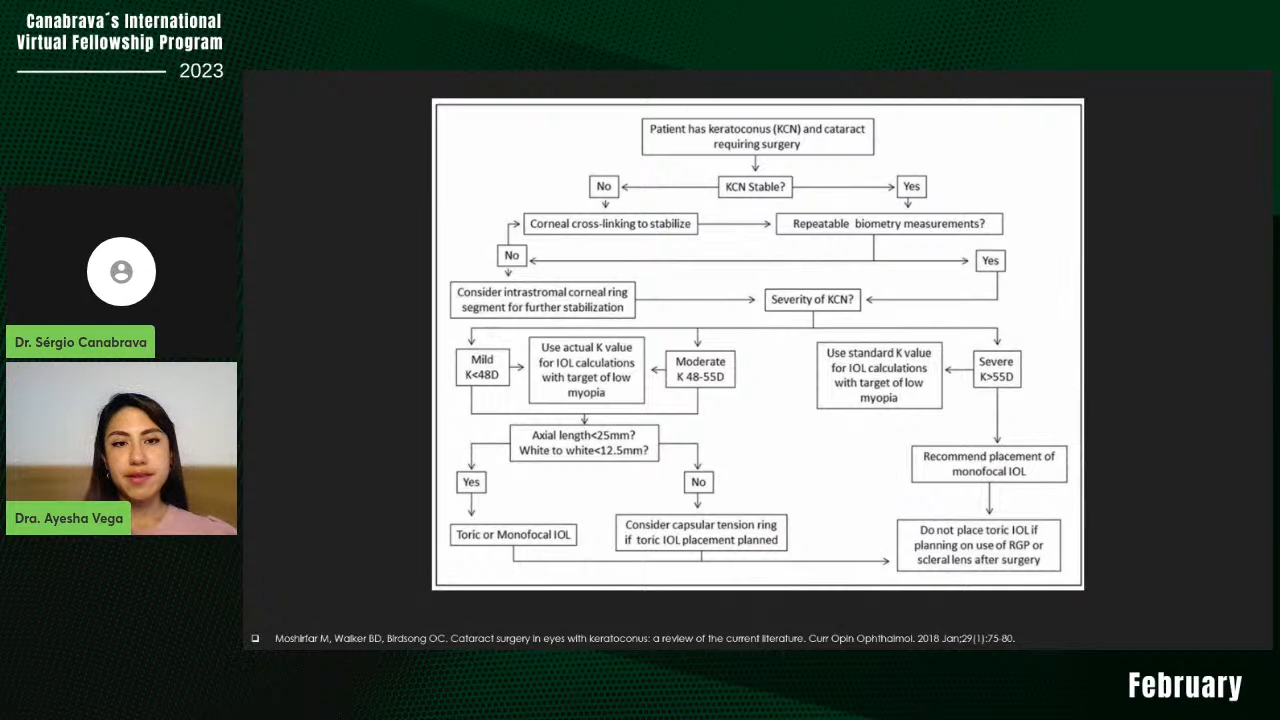 Canabrava´s International
Virtual Fellowship Program
2023
Patient has keratoconus (KCN) and cataract
requiring surgery
No
KCN Stable?
Yes
Corneal cross-linking to stabilize
Repeatable biometry measurements?
No
Yes
Consider intrastromal corneal ring
segment for further stabilization
Severity of KCN?
Mild
K<48D
Use actual K value
for IOL calculations
with target of low
myopia
Moderate
K 48-55D
Use standard K value
for IOL calculations
with target of low
myopia
Severe
K>55D
Axial length<25mm?
White to white<12.5mm?
Recommend placement of
monofocal IOL
Yes
No
Toric or Monofocal IOL
Consider capsular tension ring
if toric IOL placement planned
Do not place toric IOL if
planning on use of RGP or
scleral lens after surgery
Moshirfar M, Walker BD, Birdsong OC. Cataract surgery in eyes with keratoconus: a review of the current literature. Curr Opin Ophthalmol. 2018 Jan;29(1):75-80.
Dr. Sérgio Canabrava
Dra. Ayesha Vega
February